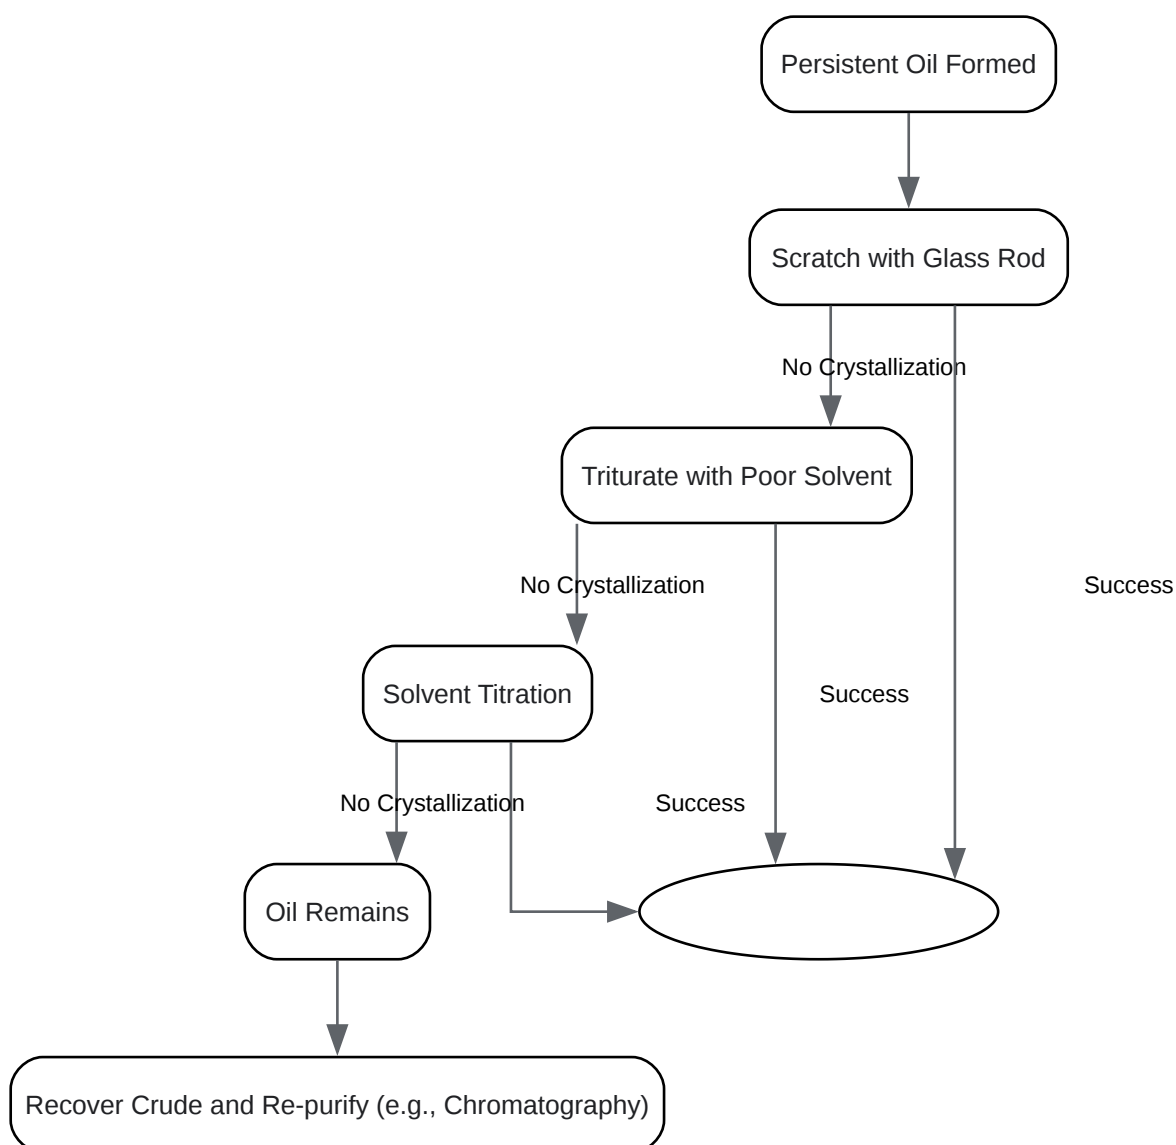 Persistent Oil Formed
Scratch with Glass Rod
No Crystallization
Triturate with Poor Solvent
No Crystallization
Success
Solvent Titration
Success
No Crystallization
Success
Oil Remains
Recover Crude and Re-purify (e.g., Chromatography)